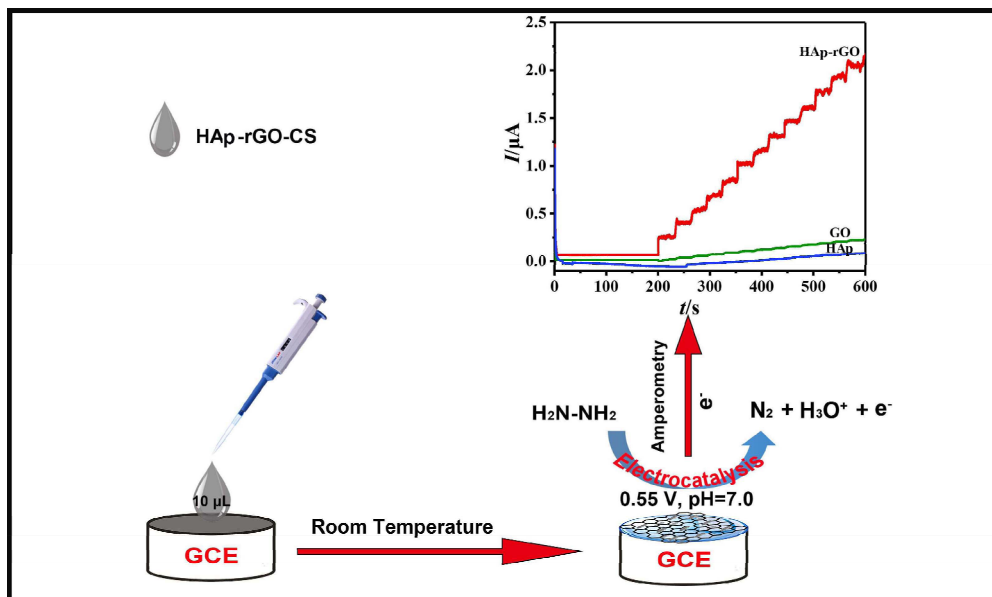 HAp-rGO-CS
10 µL
GCE
Room Temperature
I/µA
2.5
2.0
1.5
1.0
0.5
0.0
HAp-rGO
GO
HAp
0 100 200 300 400 500 600
t/s
Amperometry
e⁻
H₂N-NH₂
N₂ + H₃O⁺ + e⁻
Electrocatalysis
0.55 V, pH=7.0
GCE